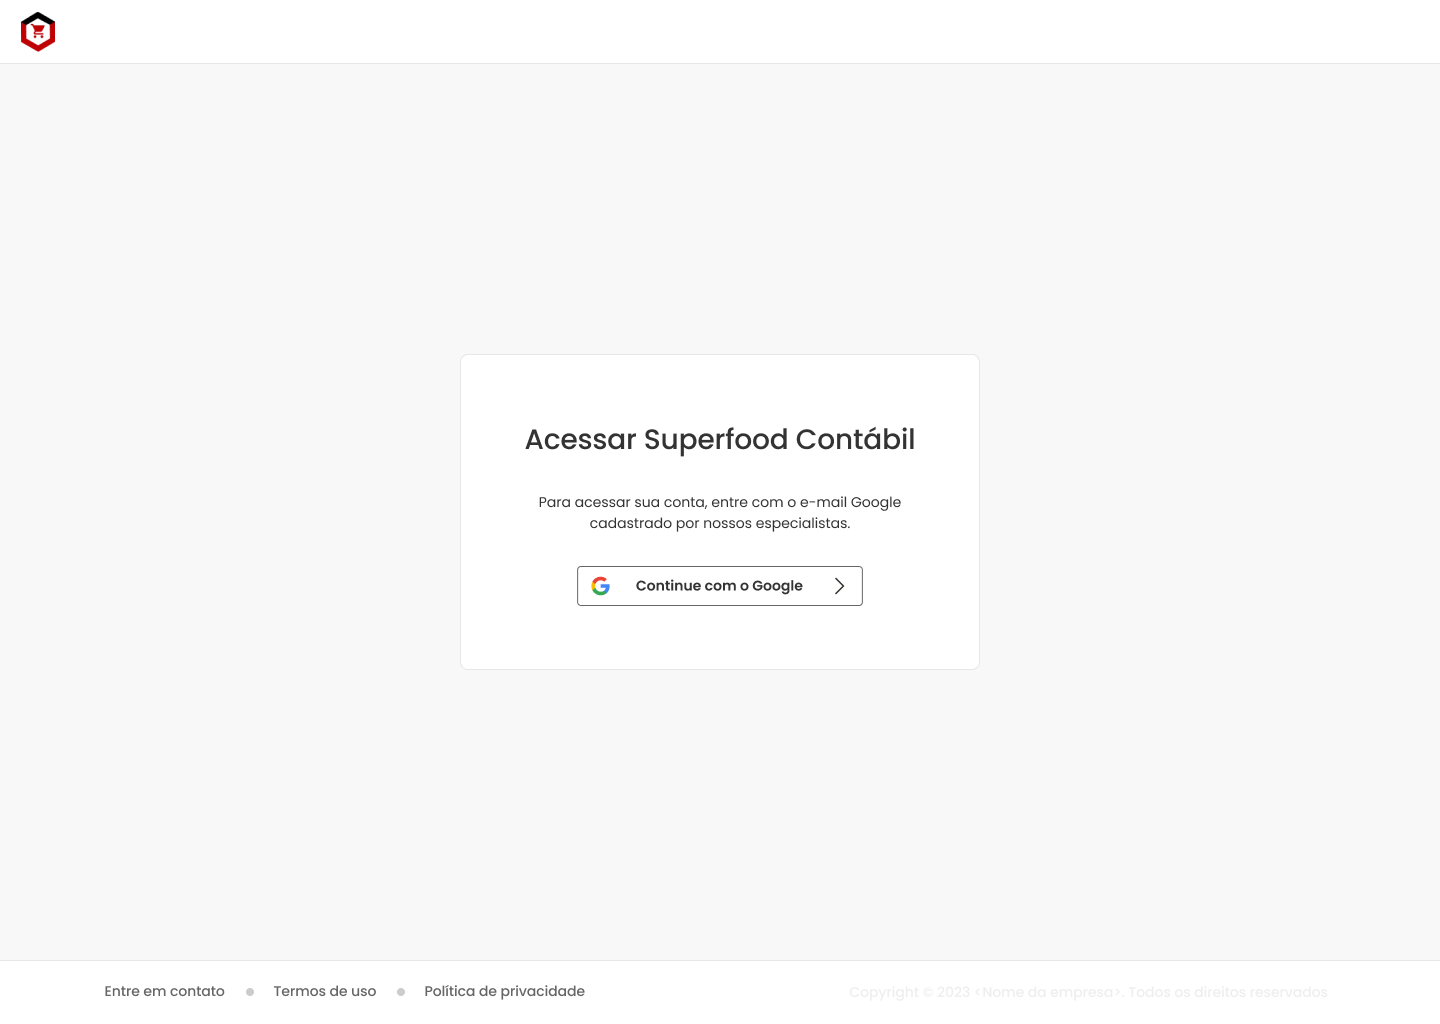 Acessar Superfood Contábil
Para acessar sua conta, entre com o e-mail Google
cadastrado por nossos especialistas.
Continue com o Google
Entre em contato
Termos de uso
Política de privacidade
Copyright © 2023 <Nome da empresa>. Todos os direitos reservados